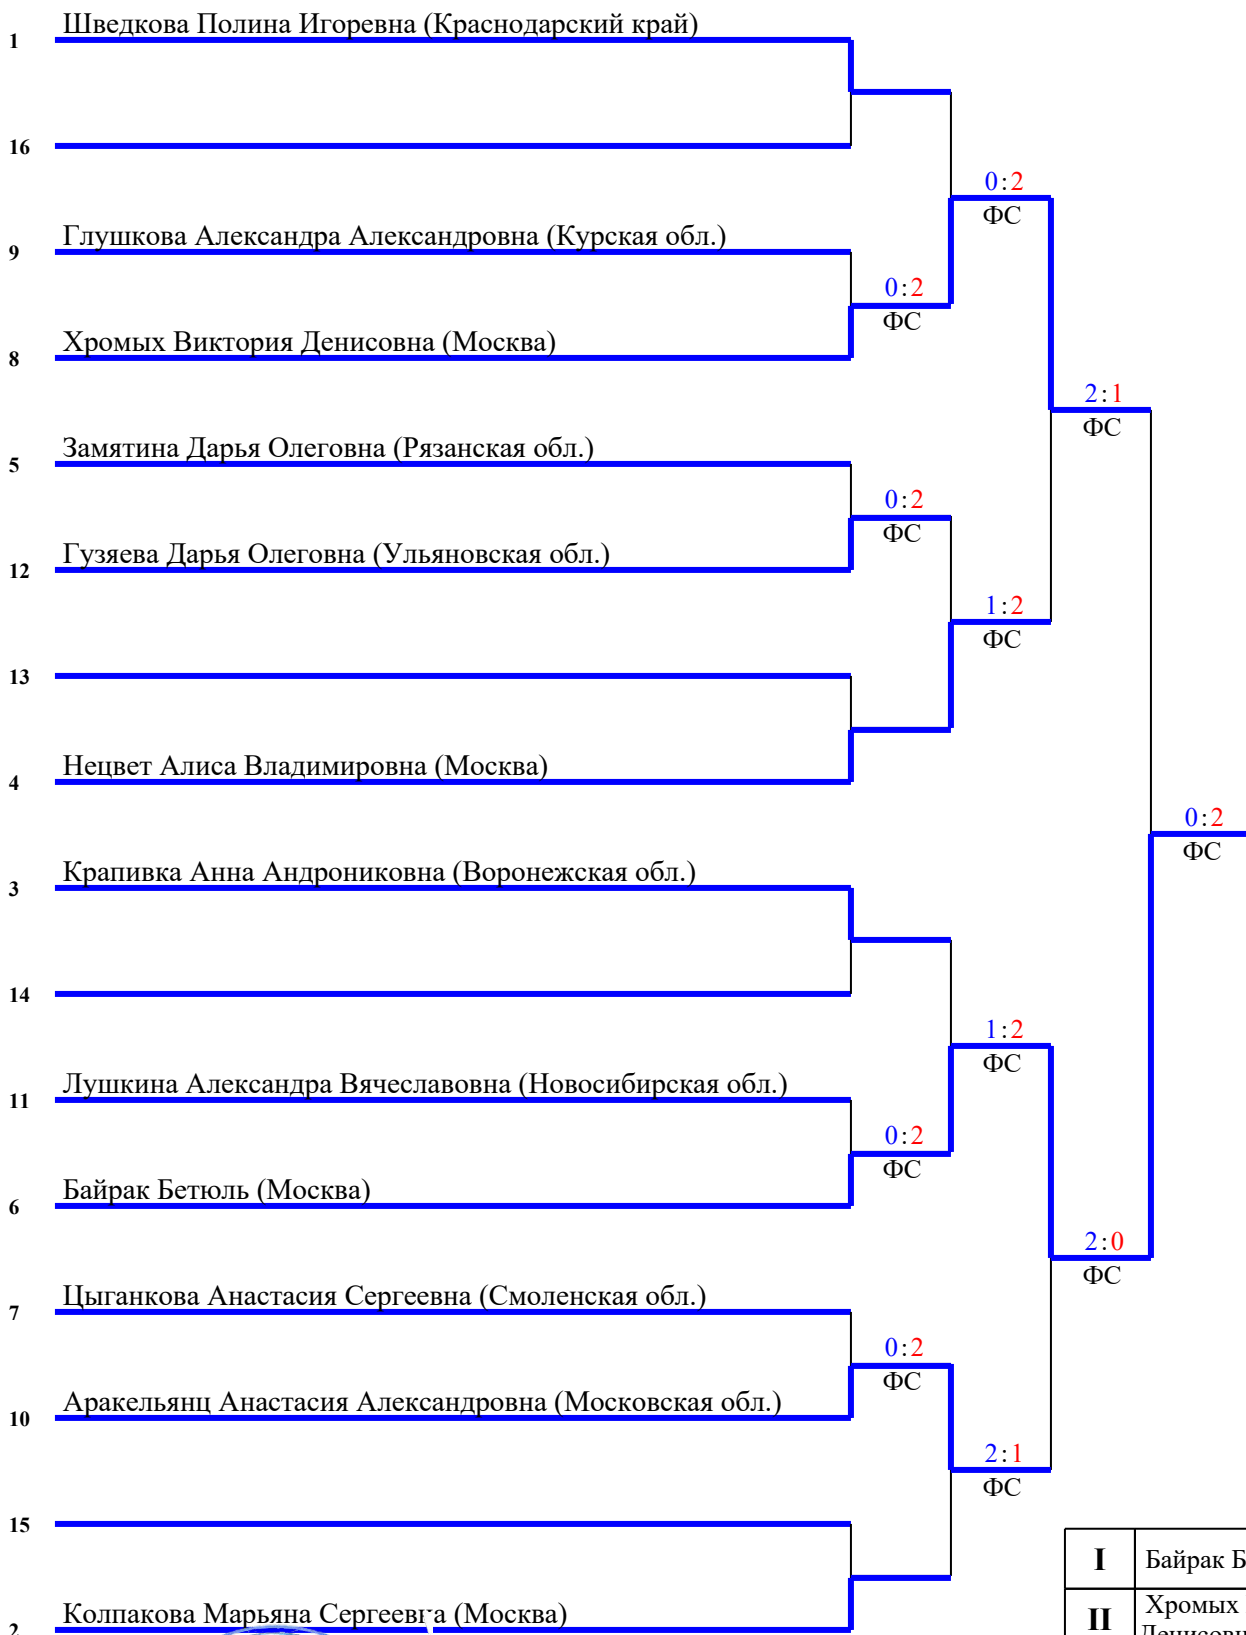 Шведкова Полина Игоревна (Краснодарский край)
1
16
0:2
ФС
Глушкова Александра Александровна (Курская обл.)
9
0:2
ФС
Хромых Виктория Денисовна (Москва)
8
2:1
ФС
Замятина Дарья Олеговна (Рязанская обл.)
5
0:2
ФС
Гузяева Дарья Олеговна (Ульяновская обл.)
12
1:2
ФС
13
Нецвет Алиса Владимировна (Москва)
4
0:2
ФС
Крапивка Анна Андрониковна (Воронежская обл.)
3
14
1:2
ФС
Лушкина Александра Вячеславовна (Новосибирская обл.)
11
0:2
ФС
Байрак Бетюль (Москва)
6
2:0
ФС
Цыганкова Анастасия Сергеевна (Смоленская обл.)
7
0:2
ФС
Аракельянц Анастасия Александровна (Московская обл.)
10
2:1
ФС
15
I Байрак Б
Колпакова Марьяна Сергеевна (Москва)
2
II Хромых